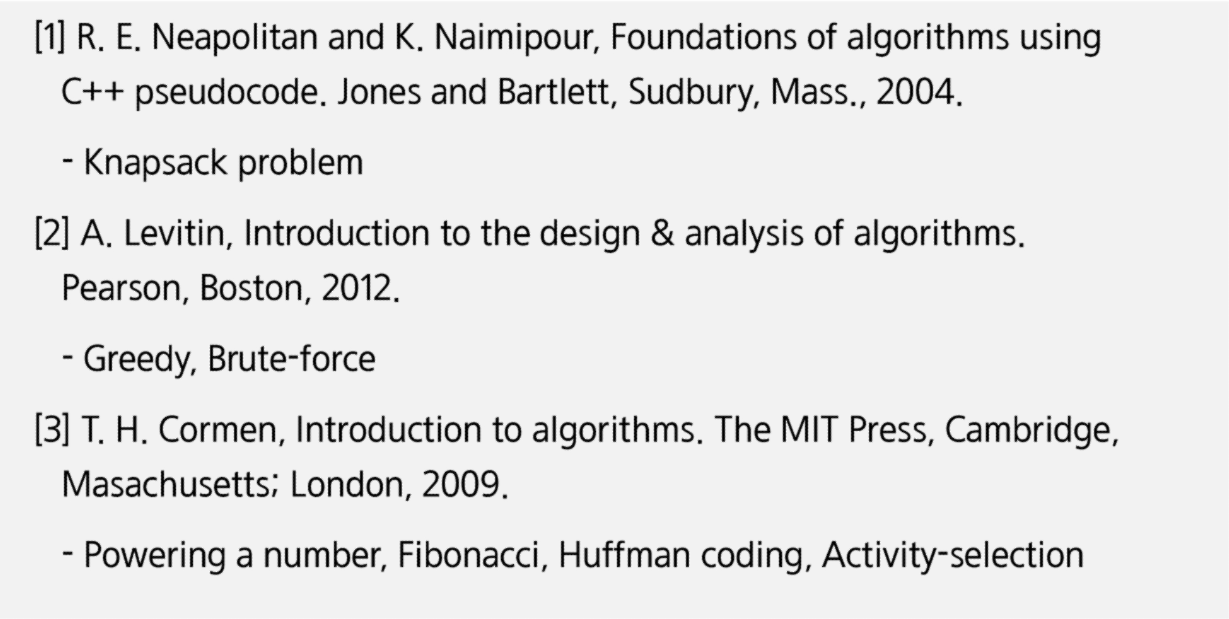 [1] R. E. Neapolitan and K. Naimipour, Foundations of algorithms using
C++ pseudocode. Jones and Bartlett, Sudbury, Mass., 2004.
- Knapsack problem
[2] A. Levitin, Introduction to the design & analysis of algorithms.
Pearson, Boston, 2012.
- Greedy, Brute-force
[3] T. H. Cormen, Introduction to algorithms. The MIT Press, Cambridge,
Masachusetts; London, 2009.
- Powering a number, Fibonacci, Huffman coding, Activity-selection